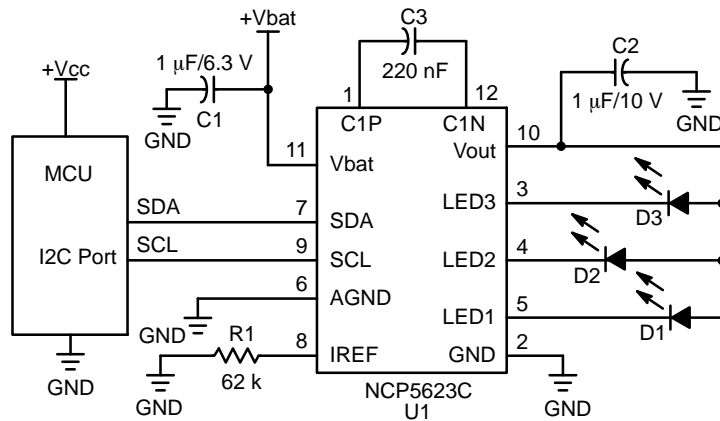 +Vbat
C3
+Vcc
1 μF/6.3 V
220 nF
C2
1
12
1 μF/10 V
GND
C1
C1P
C1N
10
GND
MCU
11
Vbat
Vout
3
LED3
SDA
7
SDA
D3
I2C Port
SCL
9
SCL
LED2
4
D2
6
AGND
GND
LED1
5
D1
R1
8
IREF
GND
2
GND
GND
62 k
NCP5623C
U1
GND